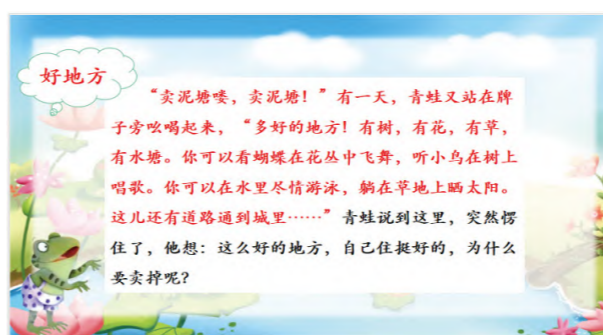 好地方
“卖泥塘喽，卖泥塘！”有一天，青蛙又站在牌
子旁吆喝起来，“多好的地方！有树，有花，有草，
有水塘。你可以看蝴蝶在花丛中飞舞，听小鸟在树上
唱歌。你可以在水里尽情游泳，躺在草地上晒太阳。
这儿还有道路通到城里……”青蛙说到这里，突然愣
住了，他想：这么好的地方，自己住挺好的，为什么
要卖掉呢？